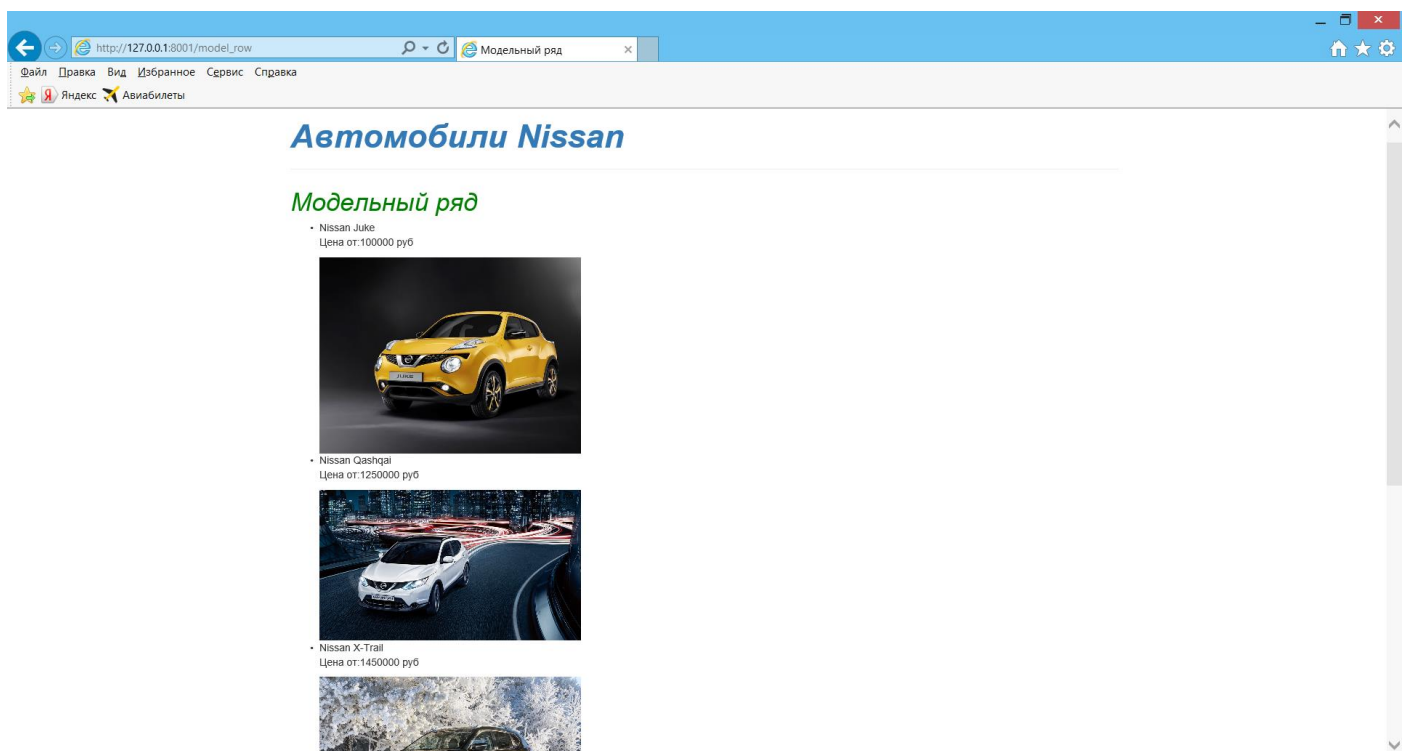 http://127.0.0.1:8001/model_row
Модельный ряд
Файл Правка Вид Избранное Сервис Справка
Яндекс Авиабилеты
Автомобили Nissan
Модельный ряд
• Nissan Juke
Цена от:100000 руб
• Nissan Qashqai
Цена от:1250000 руб
• Nissan X-Trail
Цена от:1450000 руб